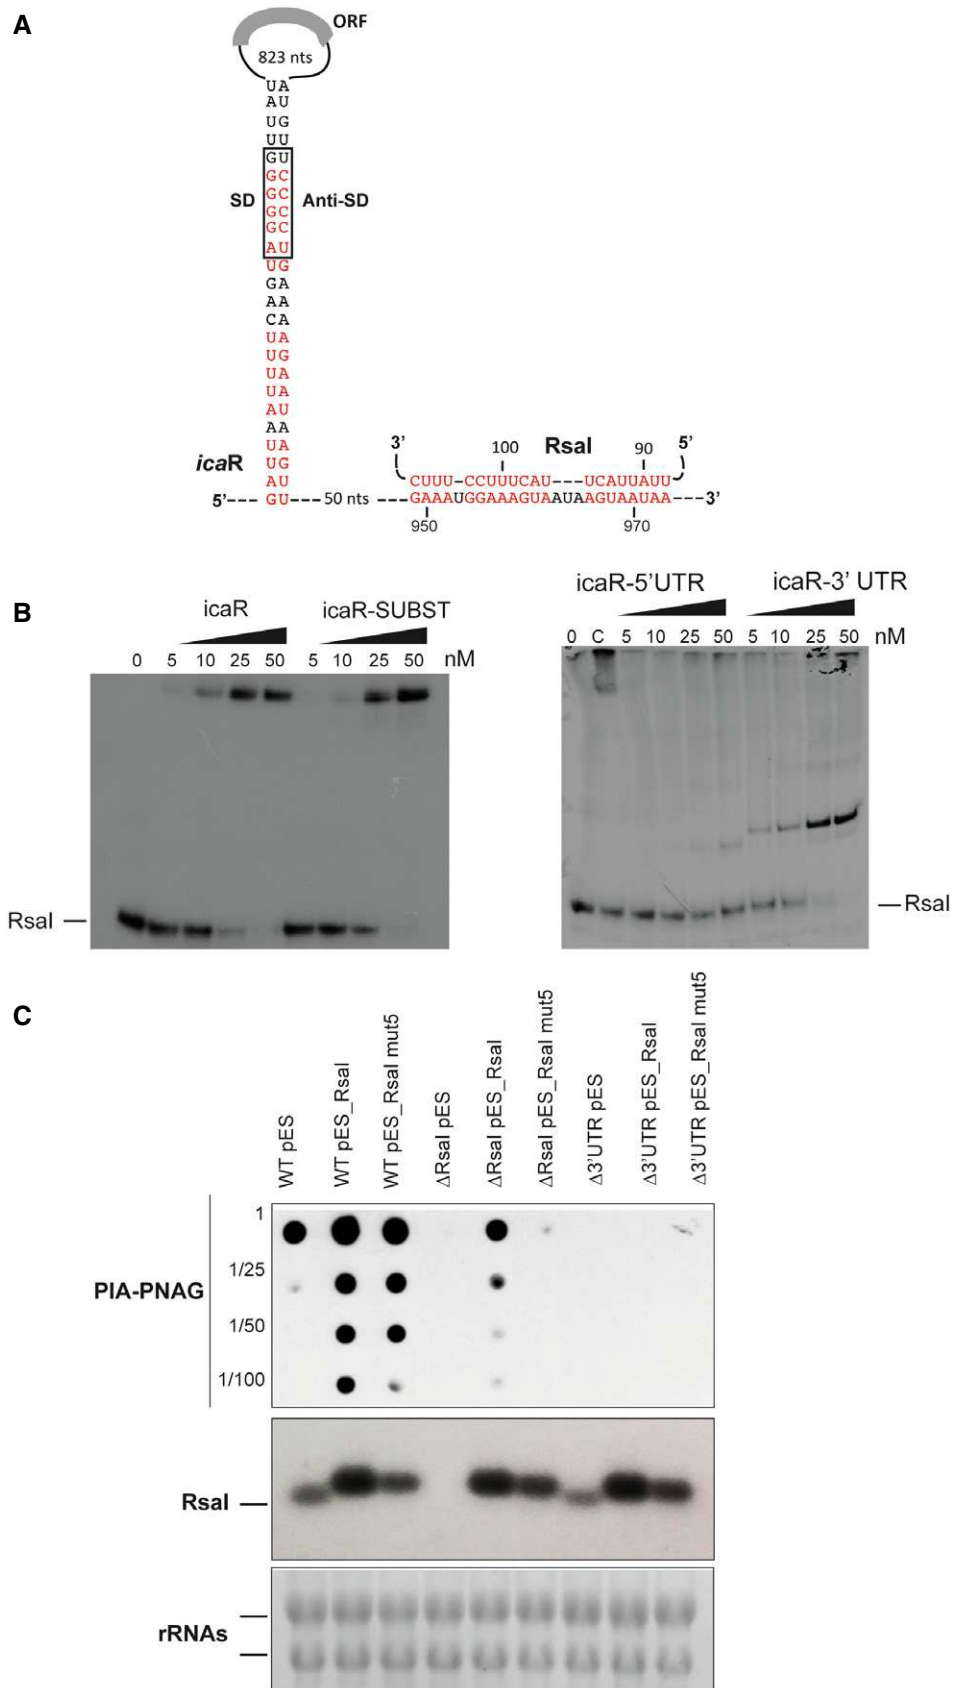 A
ORF
823 nts
UA
AU
UG
UU
GU
GC
SD GC Anti-SD
GC
GC
AU
UG
GA
AA
CA
UA
UG
UA
UA
AU
AA
UA
UG
AU
icaR
5’---- GU ---50 nts ---
3’ 100 RsaI 90 5’
CUUU-CCUUUCAU---UCAUUAUU
GAAAUGGAAAGUAAUAAGUAAUAA---3’
950 970
B
icaR icaR-SUBST
0 5 10 25 50 5 10 25 50 nM
RsaI
icaR-5’UTR icaR-3’ UTR
0 C 5 10 25 50 5 10 25 50 nM
RsaI
C
WT pES
WT pES_RsaI
WT pES_RsaI mut5
ΔRsaI pES
ΔRsaI pES_RsaI
ΔRsaI pES_RsaI mut5
Δ3’UTR pES
Δ3’UTR pES_RsaI
Δ3’UTR pES_RsaI mut5
PIA-PNAG
1
1/25
1/50
1/100
RsaI
rRNAs